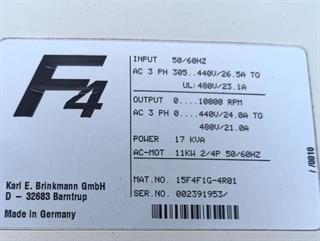 F4
INPUT 50/60HZ
AC 3 PH 305..440V/26.5A TO
UL:480V/23.1A
OUTPUT 0....10000 RPM
AC 3 PH 0....440V/24.0A TO
480V/21.0A
POWER 17 KVA
AC-MOT 11KW 2/4P 50/60HZ
MAT.NO. 15F4F1G-4R01
SER.NO. 002391953/
Karl E. Brinkmann GmbH
D – 32683 Barntrup
Made in Germany
/ /0010